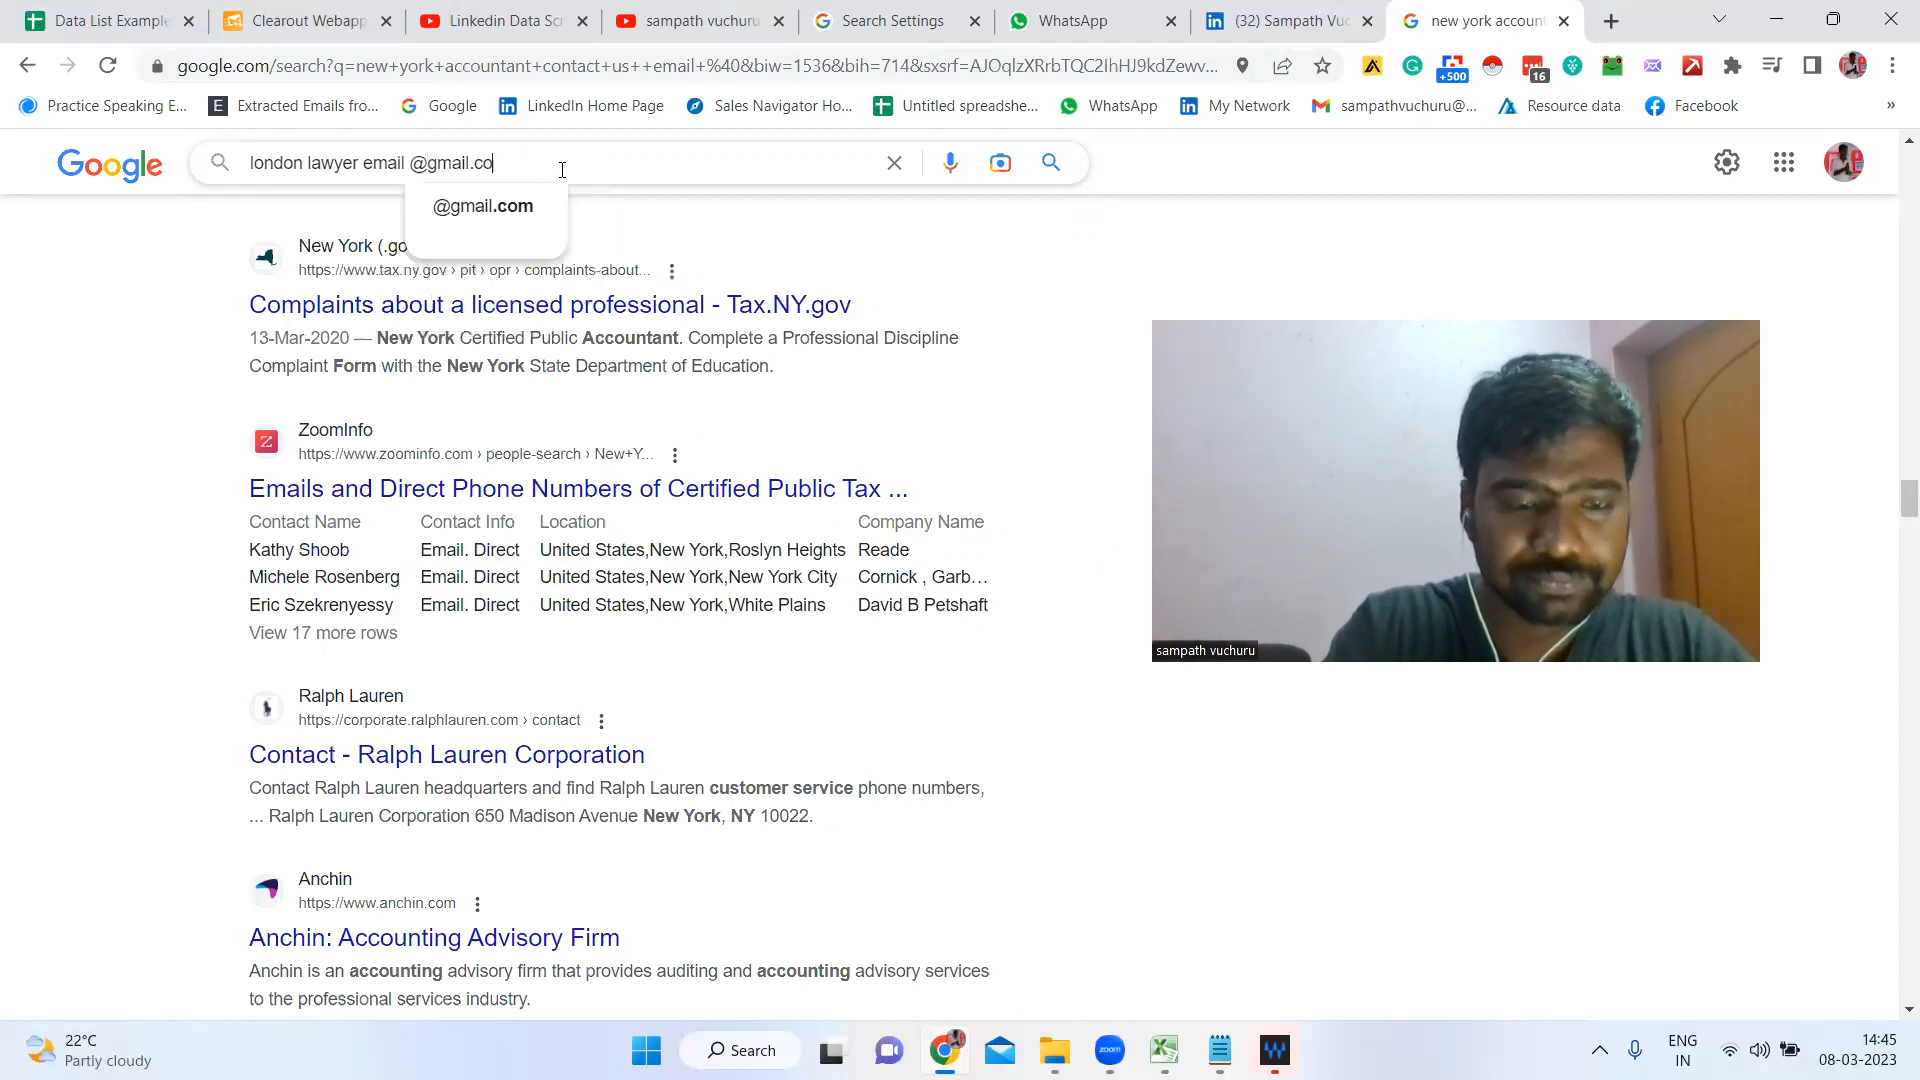 Data List Example
Clearout Webapp
Linkedin Data Scr
sampath vuchuru
Search Settings
WhatsApp
(32) Sampath Vuc
new york account
google.com/search?q=new+york+accountant+contact+us++email+%40&biw=1536&bih=714&sxsrf=AJOqlzXRrbTQC2IhHJ9kdZewv...
+500
16
Practice Speaking E...
Extracted Emails fro...
Google
LinkedIn Home Page
Sales Navigator Ho...
Untitled spreadshe...
WhatsApp
My Network
sampathvuchuru@...
Resource data
Facebook
»
Google
london lawyer email @gmail.co
@gmail.com
New York (.go
https://www.tax.ny.gov › pit › opr › complaints-about...
Complaints about a licensed professional - Tax.NY.gov
13-Mar-2020 — New York Certified Public Accountant. Complete a Professional Discipline
Complaint Form with the New York State Department of Education.
ZoomInfo
https://www.zoominfo.com › people-search › New+Y...
Emails and Direct Phone Numbers of Certified Public Tax ...
Contact Name Contact Info Location Company Name
Kathy Shoob Email. Direct United States,New York,Roslyn Heights Reade
Michele Rosenberg Email. Direct United States,New York,New York City Cornick , Garb...
Eric Szekrenyessy Email. Direct United States,New York,White Plains David B Petshaft
View 17 more rows
sampath vuchuru
Ralph Lauren
https://corporate.ralphlauren.com › contact
Contact - Ralph Lauren Corporation
Contact Ralph Lauren headquarters and find Ralph Lauren customer service phone numbers,
... Ralph Lauren Corporation 650 Madison Avenue New York, NY 10022.
Anchin
https://www.anchin.com
Anchin: Accounting Advisory Firm
Anchin is an accounting advisory firm that provides auditing and accounting advisory services
to the professional services industry.
22°C
Partly cloudy
Search
zoom
ENG
IN
14:45
08-03-2023